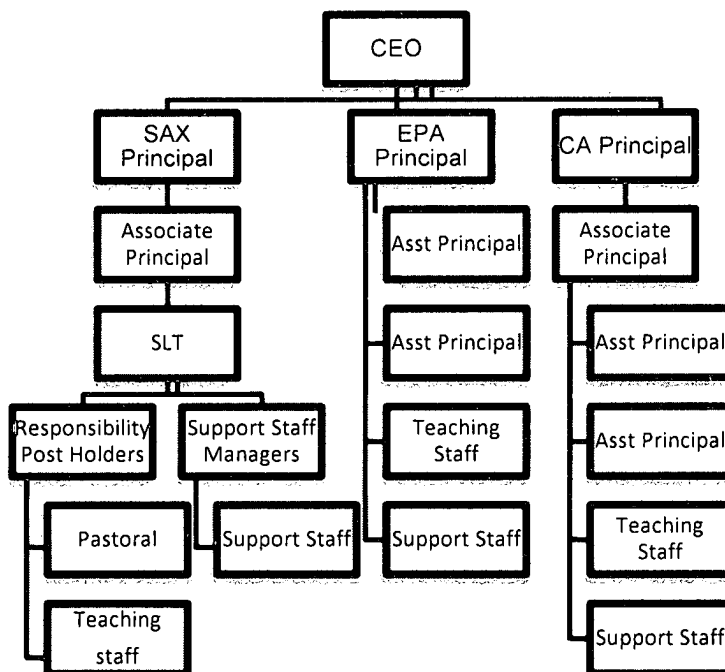 CEO
SAX
Principal
EPA
Principal
CA Principal
Associate
Principal
Asst Principal
Associate
Principal
SLT
Asst Principal
Asst Principal
Responsibility
Post Holders
Support Staff
Managers
Teaching
Staff
Asst Principal
Pastoral
Support Staff
Support Staff
Teaching
Staff
Teaching
staff
Support Staff